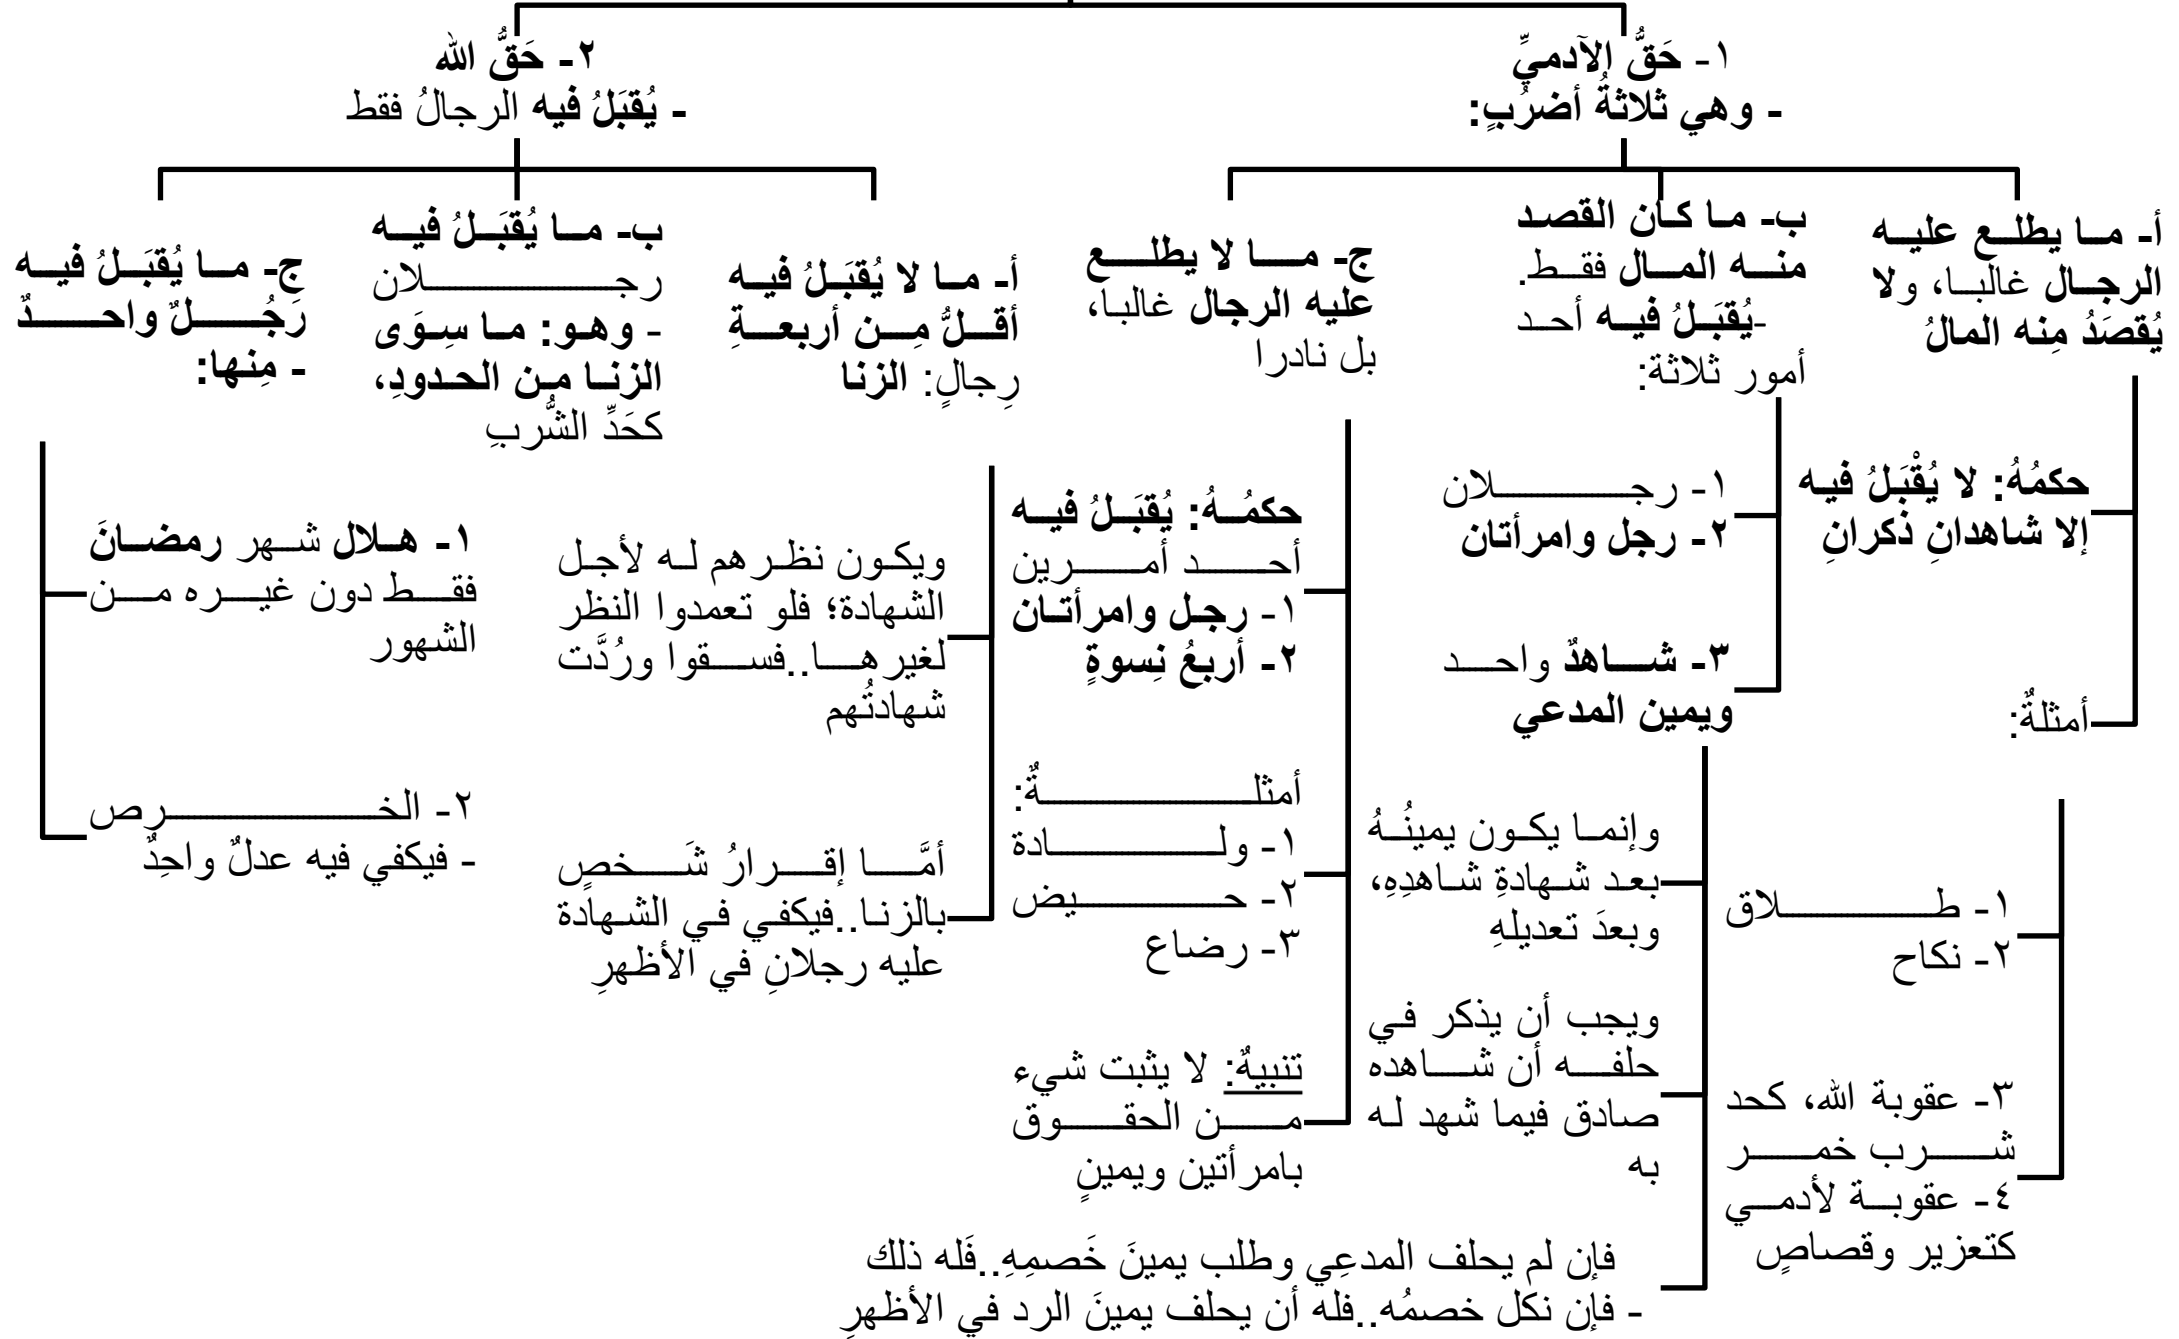 ١- حَقُّ الآدميِّ
- وهي ثلاثةُ أضرُبٍ:
أ- ما يطلع عليه
الرجال غالبا، ولا
يُقصَدُ مِنه المالُ
حكمُهُ: لا يُقْبَلُ فيه
إلا شاهدانِ ذكرانِ
أمثلةٌ:
١- طلاق
٢- نكاح
٣- عقوبة الله، كحد
شرب خمر
٤- عقوبة لأدمي
كتعزير وقصاصٍ
ب- ما كان القصد
منه المال فقط.
-يُقبَلُ فيه أحد
أمور ثلاثة:
١- رجلان
٢- رجل وامرأتان
٣- شاهدٌ واحد
ويمين المدعي
وإنما يكون يمينُهُ
بعد شهادةِ شاهدِهِ،
وبعدَ تعديلهِ
ويجب أن يذكر في
حلفه أن شاهده
صادق فيما شهد له
به
فإن لم يحلف المدعِي وطلب يمينَ خَصمِهِ..فَله ذلك
- فإن نكل خصمُه..فله أن يحلف يمينَ الرد في الأظهرِ
ج- ما لا يطلع
عليه الرجال غالبا،
بل نادرا
حكمُهُ: يُقبَلُ فيه
أحد أمرين
١- رجل وامرأتان
٢- أربعُ نِسوةٍ
أمثلةٌ:
١- ولادة
٢- حيض
٣- رضاع
تنبيهٌ: لا يثبت شيء
من الحقوق
بامرأتين ويمينٍ
٢- حَقُّ الله
- يُقبَلُ فيه الرجالُ فقط
أ- ما لا يُقبَلُ فيه
أقلُّ مِن أربعةِ
رِجالٍ: الزنا
ويكون نظرهم له لأجل
الشهادة؛ فلو تعمدوا النظر
لغيرها..فسقوا ورُدَّت
شهادتُهم
أمَّا إقرارُ شَخصٍ
بالزنا..فيكفي في الشهادة
عليه رجلانِ في الأظهرِ
ب- ما يُقبَلُ فيه
رجلان
- وهو: ما سِوَى
الزنا من الحدودِ،
كحَدِّ الشُّربِ
ج- ما يُقبَلُ فيه
رَجُلٌ واحدٌ
- مِنها:
١- هلال شهر رمضانَ
فقط دون غيره من
الشهور
٢- الخرص
- فيكفي فيه عدلٌ واحِدٌ